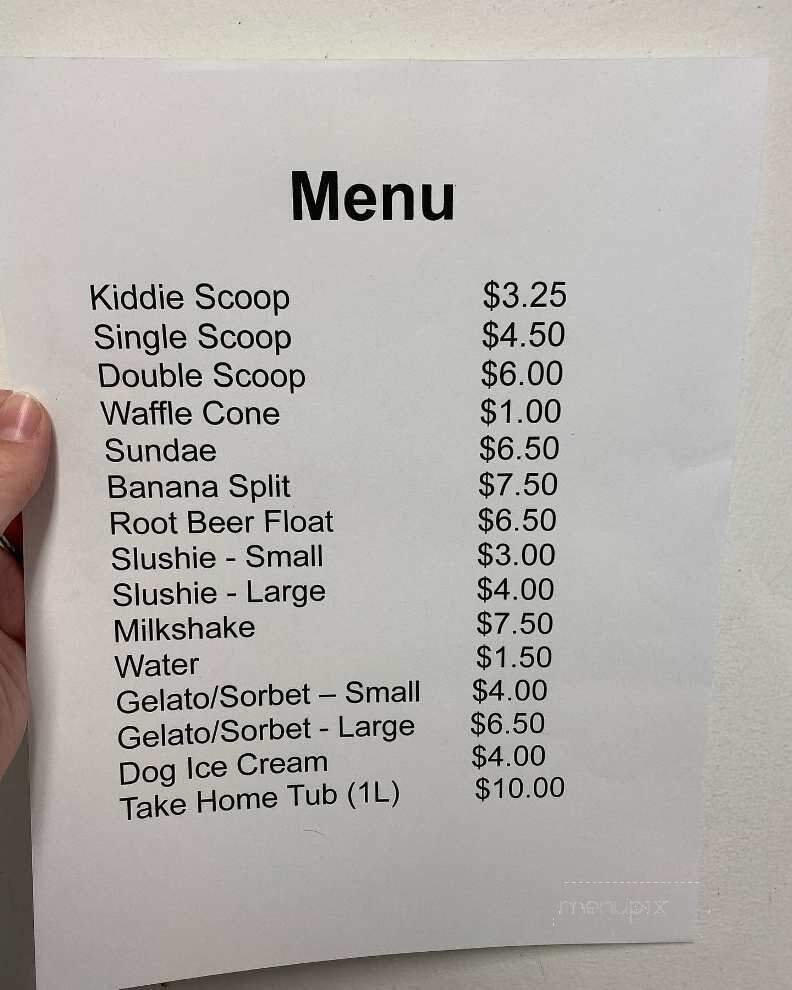 Menu
Kiddie Scoop $3.25
Single Scoop $4.50
Double Scoop $6.00
Waffle Cone $1.00
Sundae $6.50
Banana Split $7.50
Root Beer Float $6.50
Slushie - Small $3.00
Slushie - Large $4.00
Milkshake $7.50
Water $1.50
Gelato/Sorbet – Small $4.00
Gelato/Sorbet - Large $6.50
Dog Ice Cream $4.00
Take Home Tub (1L) $10.00
menupix